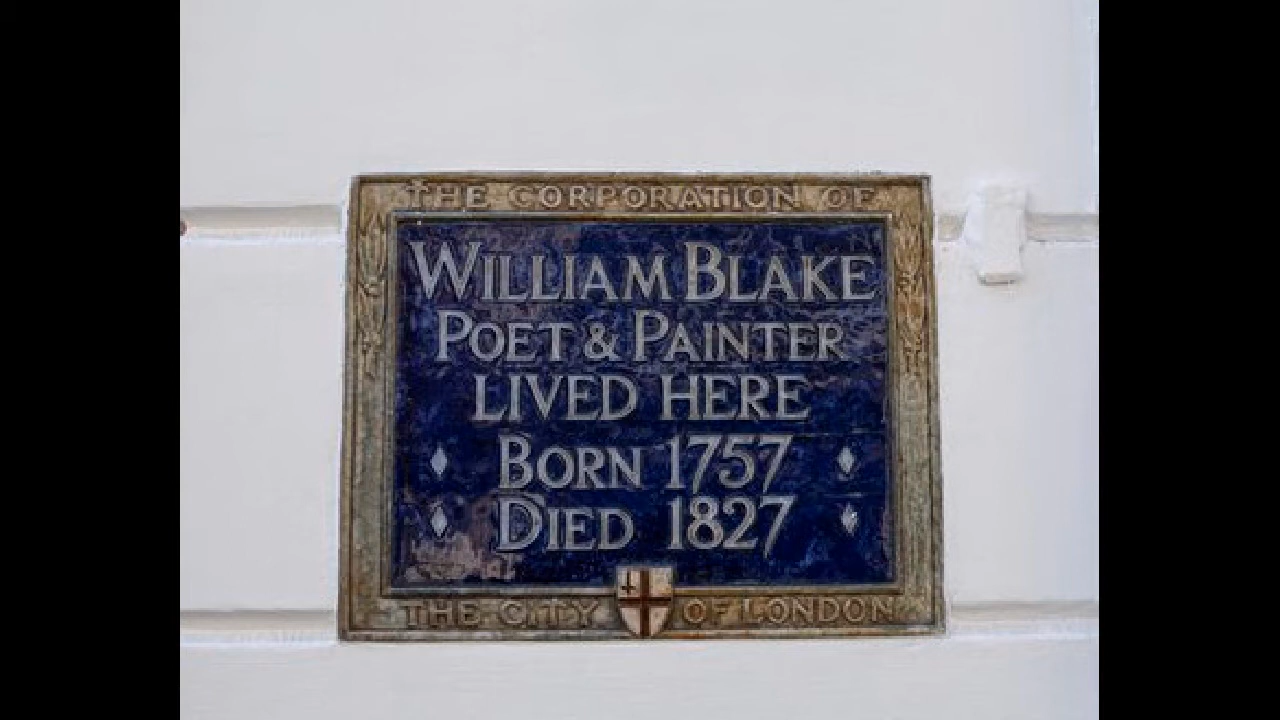 THE CORPORATION OF
WILLIAM BLAKE
POET & PAINTER
LIVED HERE
BORN 1757
DIED 1827
THE CITY OF LONDON